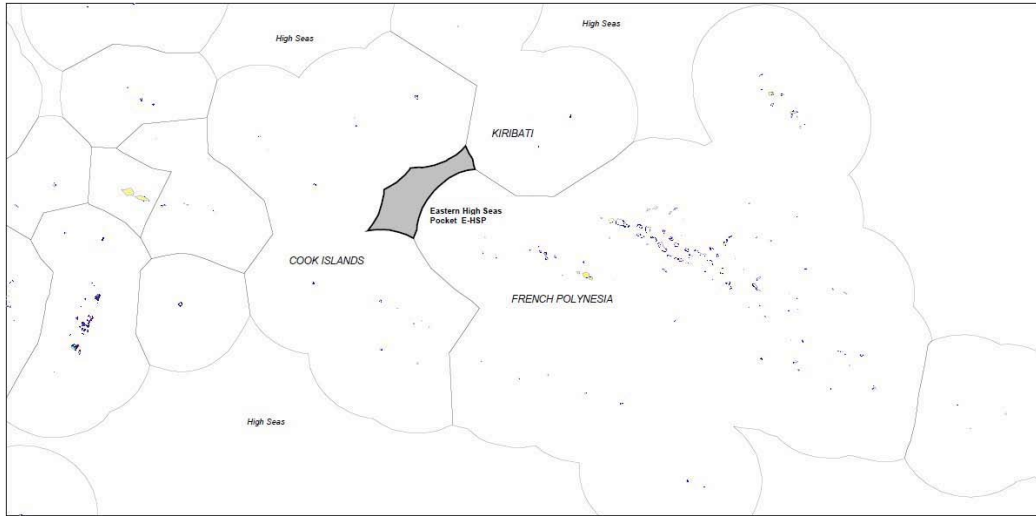 High Seas
High Seas
KIRIBATI
Eastern High Seas
Pocket E-HSP
COOK ISLANDS
FRENCH POLYNESIA
High Seas